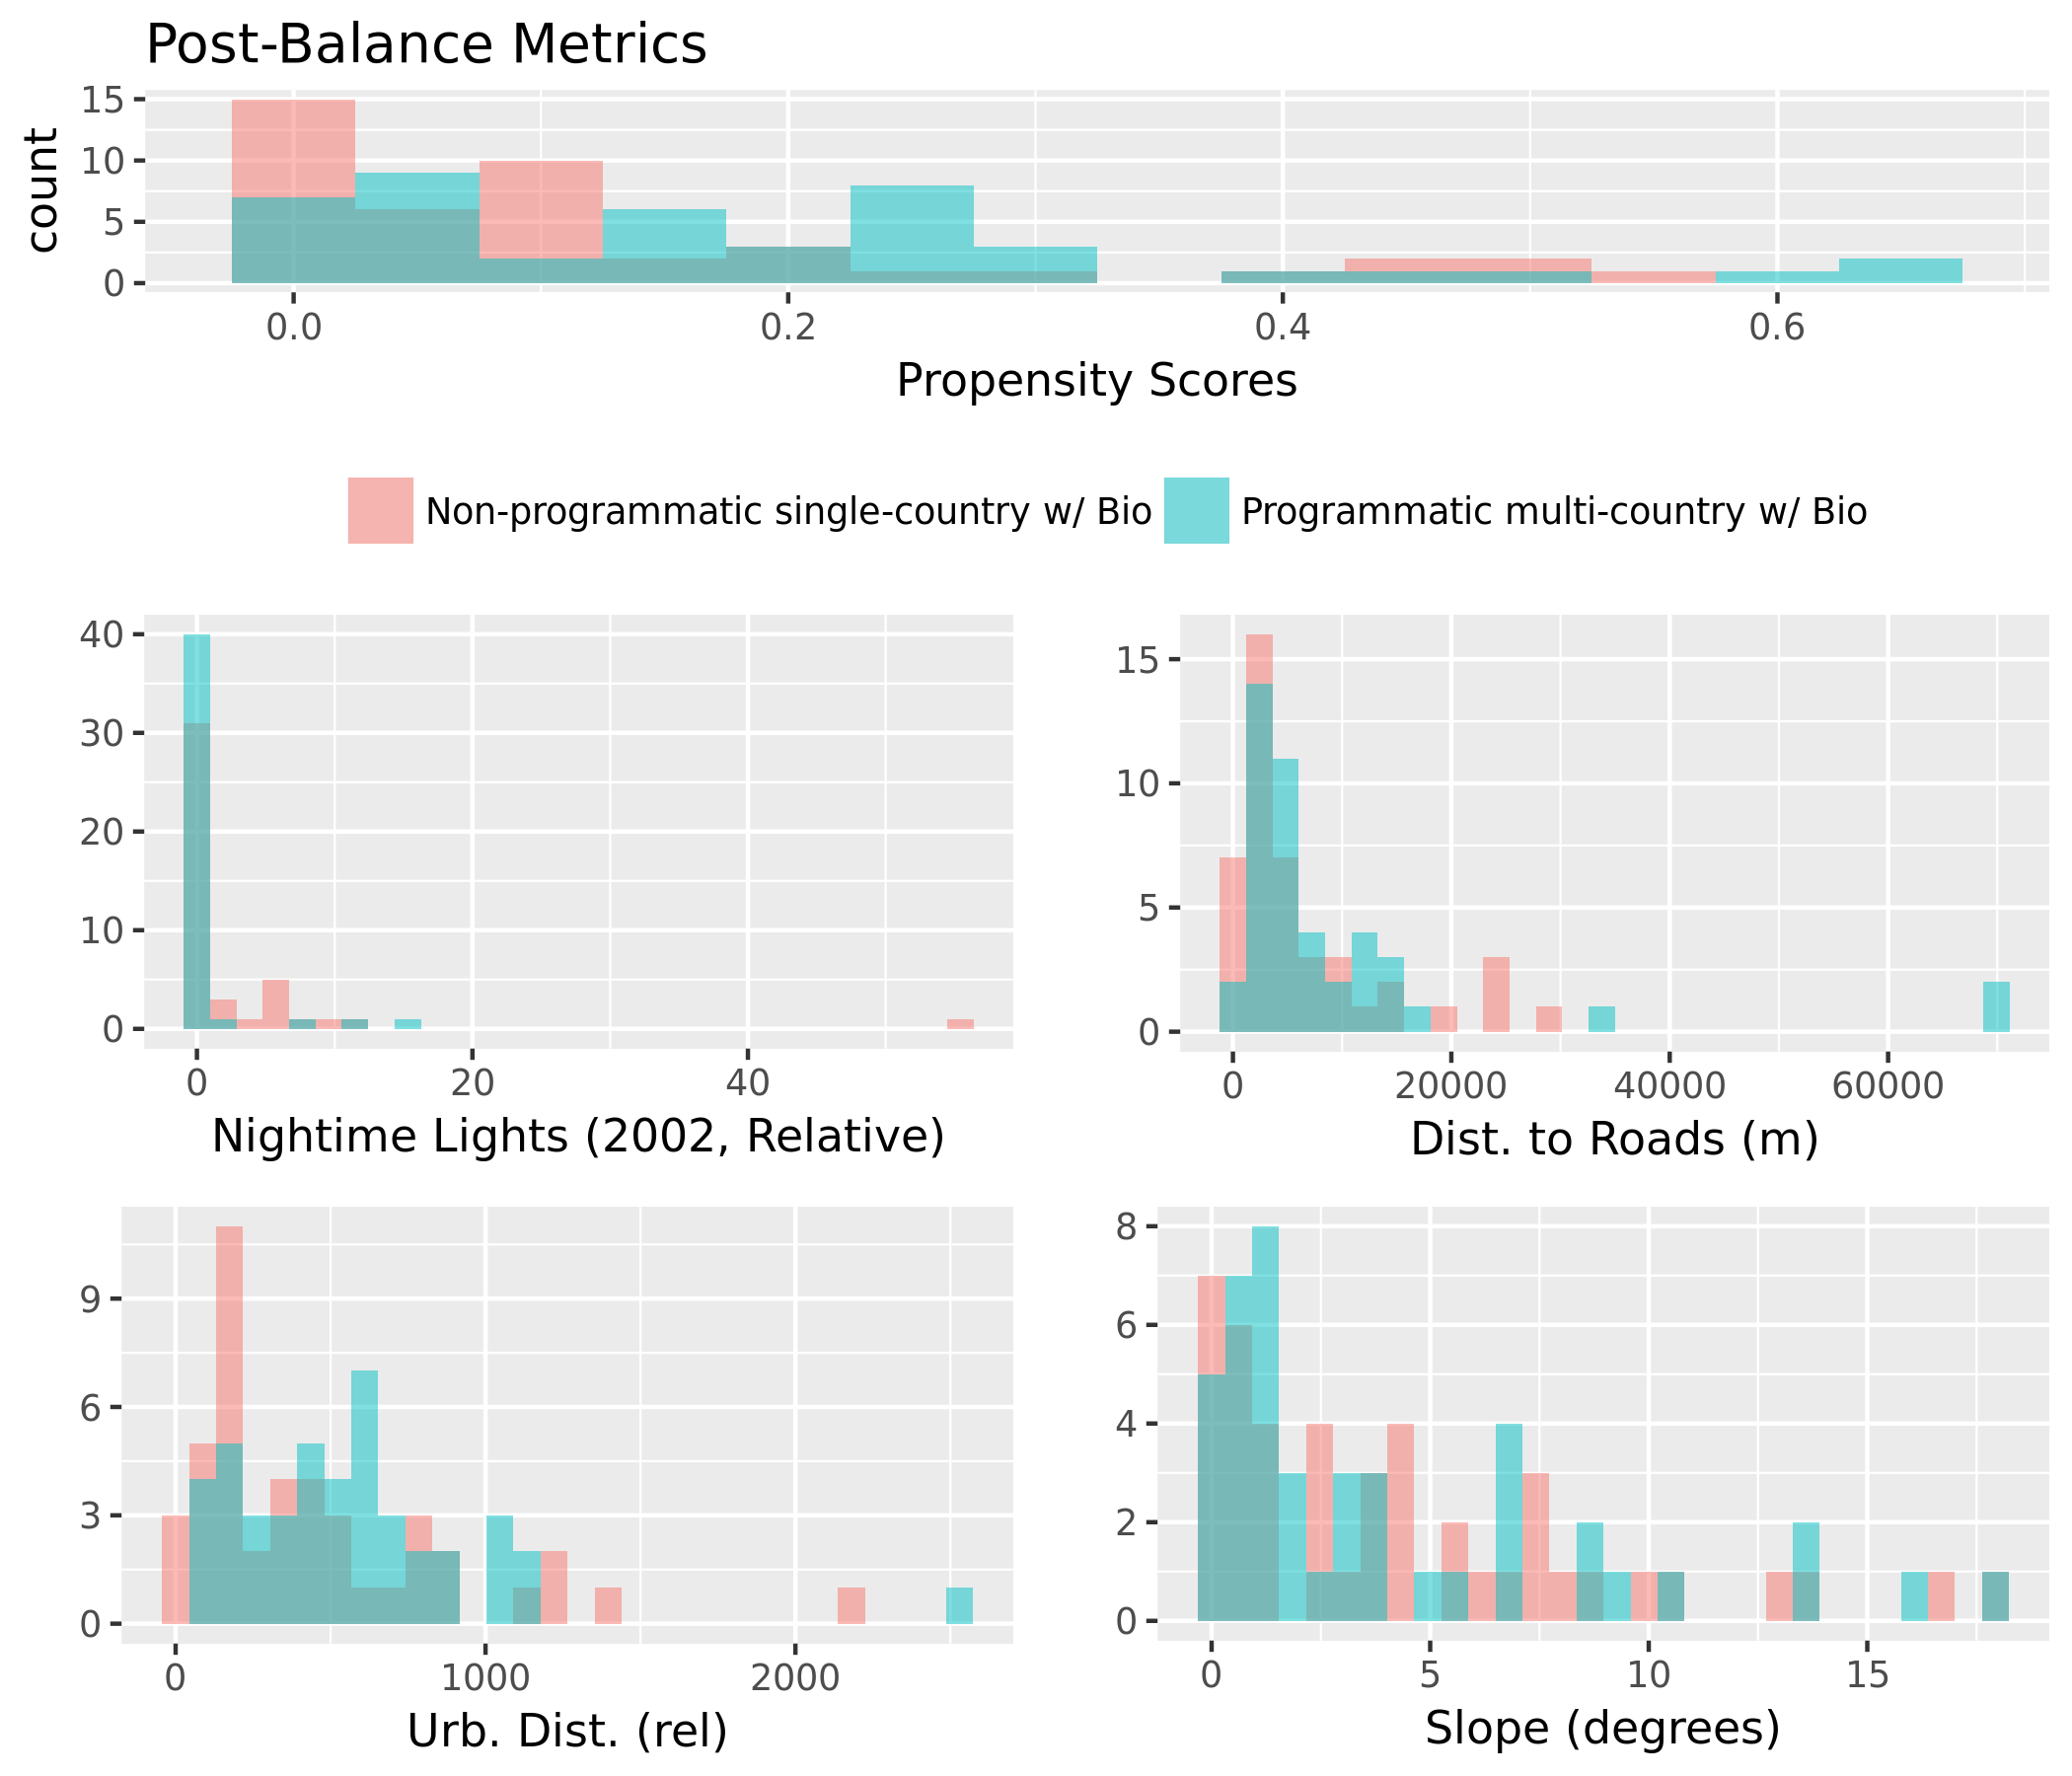 Post-Balance Metrics
count
15
10
5
0
0.0 0.2 0.4 0.6
Propensity Scores
Non-programmatic single-country w/ Bio Programmatic multi-country w/ Bio
40
30
20
10
0
0 20 40
Nightime Lights (2002, Relative)
15
10
5
0
0 20000 40000 60000
Dist. to Roads (m)
9
6
3
0
0 1000 2000
Urb. Dist. (rel)
8
6
4
2
0
0 5 10 15
Slope (degrees)